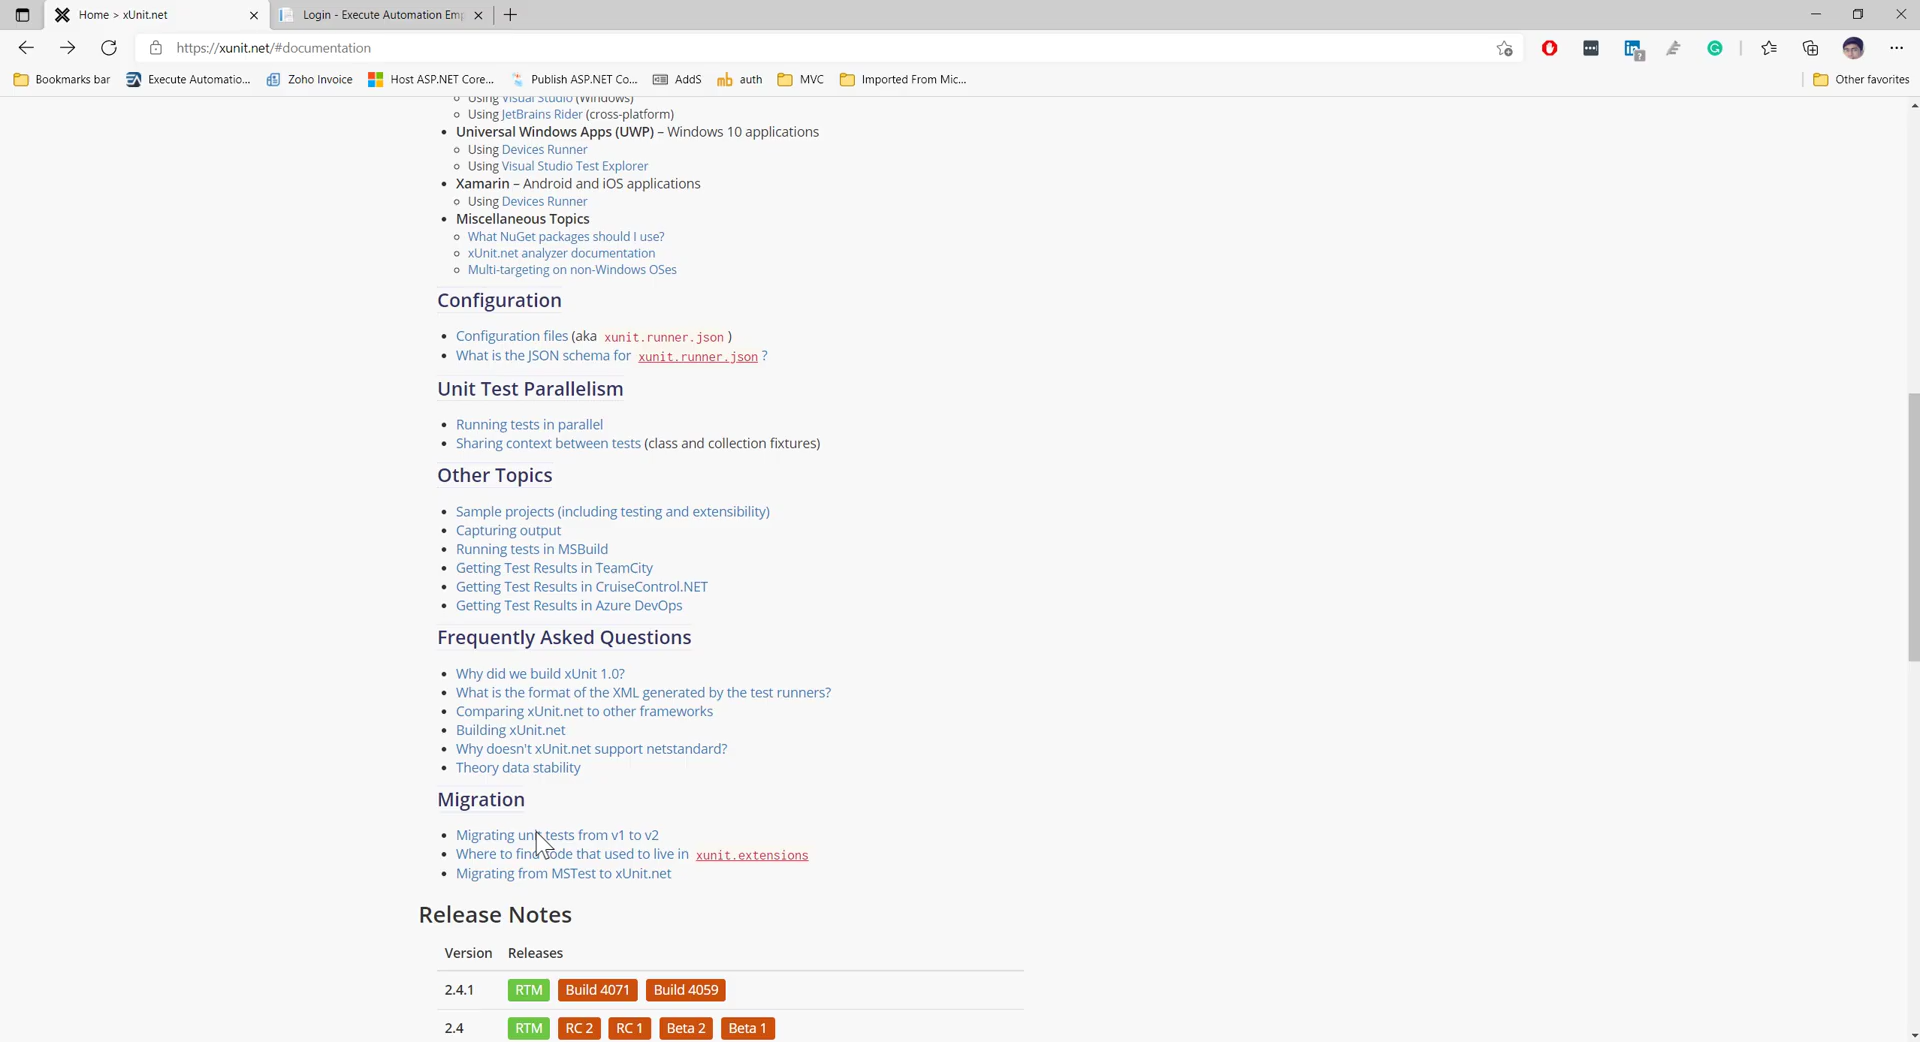 Home > xUnit.net
Login - Execute Automation Emp
https://xunit.net/#documentation
Bookmarks bar
Execute Automatio...
Zoho Invoice
Host ASP.NET Core...
Publish ASP.NET Co...
AddS
auth
MVC
Imported From Mic...
Other favorites
Using Visual Studio (Windows)
Using JetBrains Rider (cross-platform)
Universal Windows Apps (UWP) – Windows 10 applications
Using Devices Runner
Using Visual Studio Test Explorer
Xamarin – Android and iOS applications
Using Devices Runner
Miscellaneous Topics
What NuGet packages should I use?
xUnit.net analyzer documentation
Multi-targeting on non-Windows OSes
Configuration
Configuration files (aka xunit.runner.json )
What is the JSON schema for xunit.runner.json ?
Unit Test Parallelism
Running tests in parallel
Sharing context between tests (class and collection fixtures)
Other Topics
Sample projects (including testing and extensibility)
Capturing output
Running tests in MSBuild
Getting Test Results in TeamCity
Getting Test Results in CruiseControl.NET
Getting Test Results in Azure DevOps
Frequently Asked Questions
Why did we build xUnit 1.0?
What is the format of the XML generated by the test runners?
Comparing xUnit.net to other frameworks
Building xUnit.net
Why doesn't xUnit.net support netstandard?
Theory data stability
Migration
Migrating unit tests from v1 to v2
Where to find code that used to live in xunit.extensions
Migrating from MSTest to xUnit.net
Release Notes
Version Releases
2.4.1 RTM Build 4071 Build 4059
2.4 RTM RC 2 RC 1 Beta 2 Beta 1